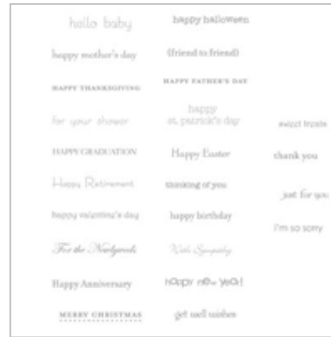 hello baby
happy mother's day
HAPPY THANKSGIVING
for your shower
HAPPY GRADUATION
Happy Retirement
happy valentine's day
For the Newlyweds
Happy Anniversary
MERRY CHRISTMAS
happy halloween
{friend to friend}
HAPPY FATHER'S DAY
happy
st. patrick's day
Happy Easter
thinking of you
happy birthday
With Sympathy
happy new year!
get well wishes
sweet treats
thank you
just for you
i'm so sorry